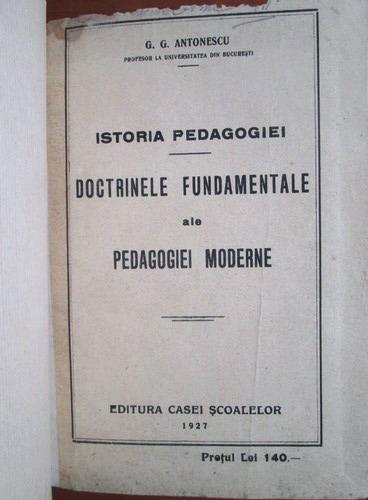 G. G. ANTONESCU
PROFESOR LA UNIVERSITATEA DIN BUCUREȘTI
ISTORIA PEDAGOGIEI
DOCTRINELE FUNDAMENTALE
ale
PEDAGOGIEI MODERNE
EDITURA CASEI ȘCOALELOR
1927
Prețul Lei 140.—